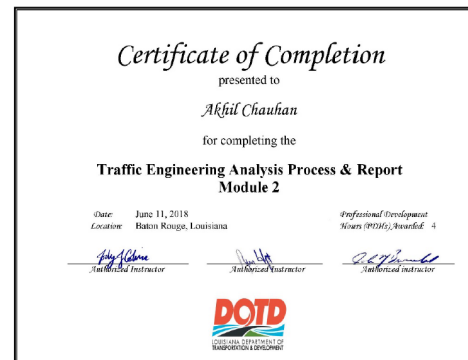 Certificate of Completion
presented to
Akhil Chauhan
for completing the
Traffic Engineering Analysis Process & Report
Module 2
Date: June 11, 2018
Location: Baton Rouge, Louisiana
Professional Development
Hours (PDHs) Awarded: 4
Authorized Instructor
Authorized Instructor
Authorized instructor
DOTD
LOUISIANA DEPARTMENT OF
TRANSPORTATION & DEVELOPMENT